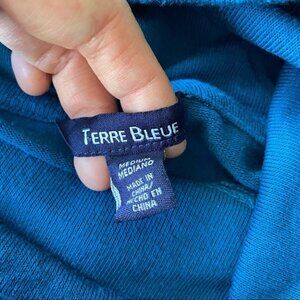 TERRE BLEUE
MEDIUM
MEDIANO
MADE IN
CHINA/
HECHO EN
CHINA